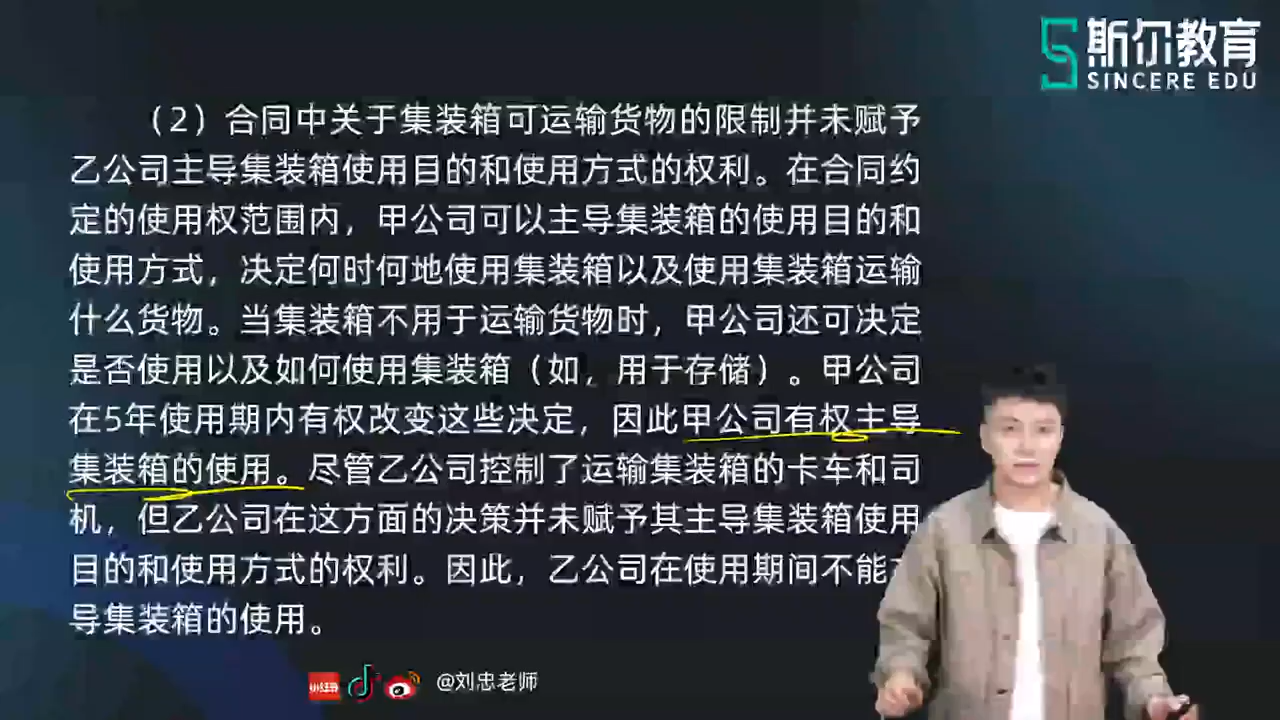 斯尔教育
SINCERE EDU
（2）合同中关于集装箱可运输货物的限制并未赋予
乙公司主导集装箱使用目的和使用方式的权利。在合同约
定的使用权范围内，甲公司可以主导集装箱的使用目的和
使用方式，决定何时何地使用集装箱以及使用集装箱运输
什么货物。当集装箱不用于运输货物时，甲公司还可决定
是否使用以及如何使用集装箱（如，用于存储）。甲公司
在5年使用期内有权改变这些决定，因此甲公司有权主导
集装箱的使用。尽管乙公司控制了运输集装箱的卡车和司
机，但乙公司在这方面的决策并未赋予其主导集装箱使用
目的和使用方式的权利。因此，乙公司在使用期间不能
导集装箱的使用。
小红书
@刘忠老师